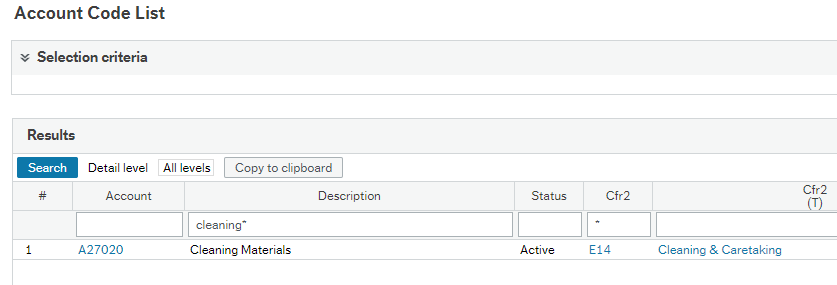 Account Code List
Selection criteria
Results
Search Detail level All levels Copy to clipboard
# Account Description Status Cfr2 Cfr2
(T)
cleaning* *
1 A27020 Cleaning Materials Active E14 Cleaning & Caretaking